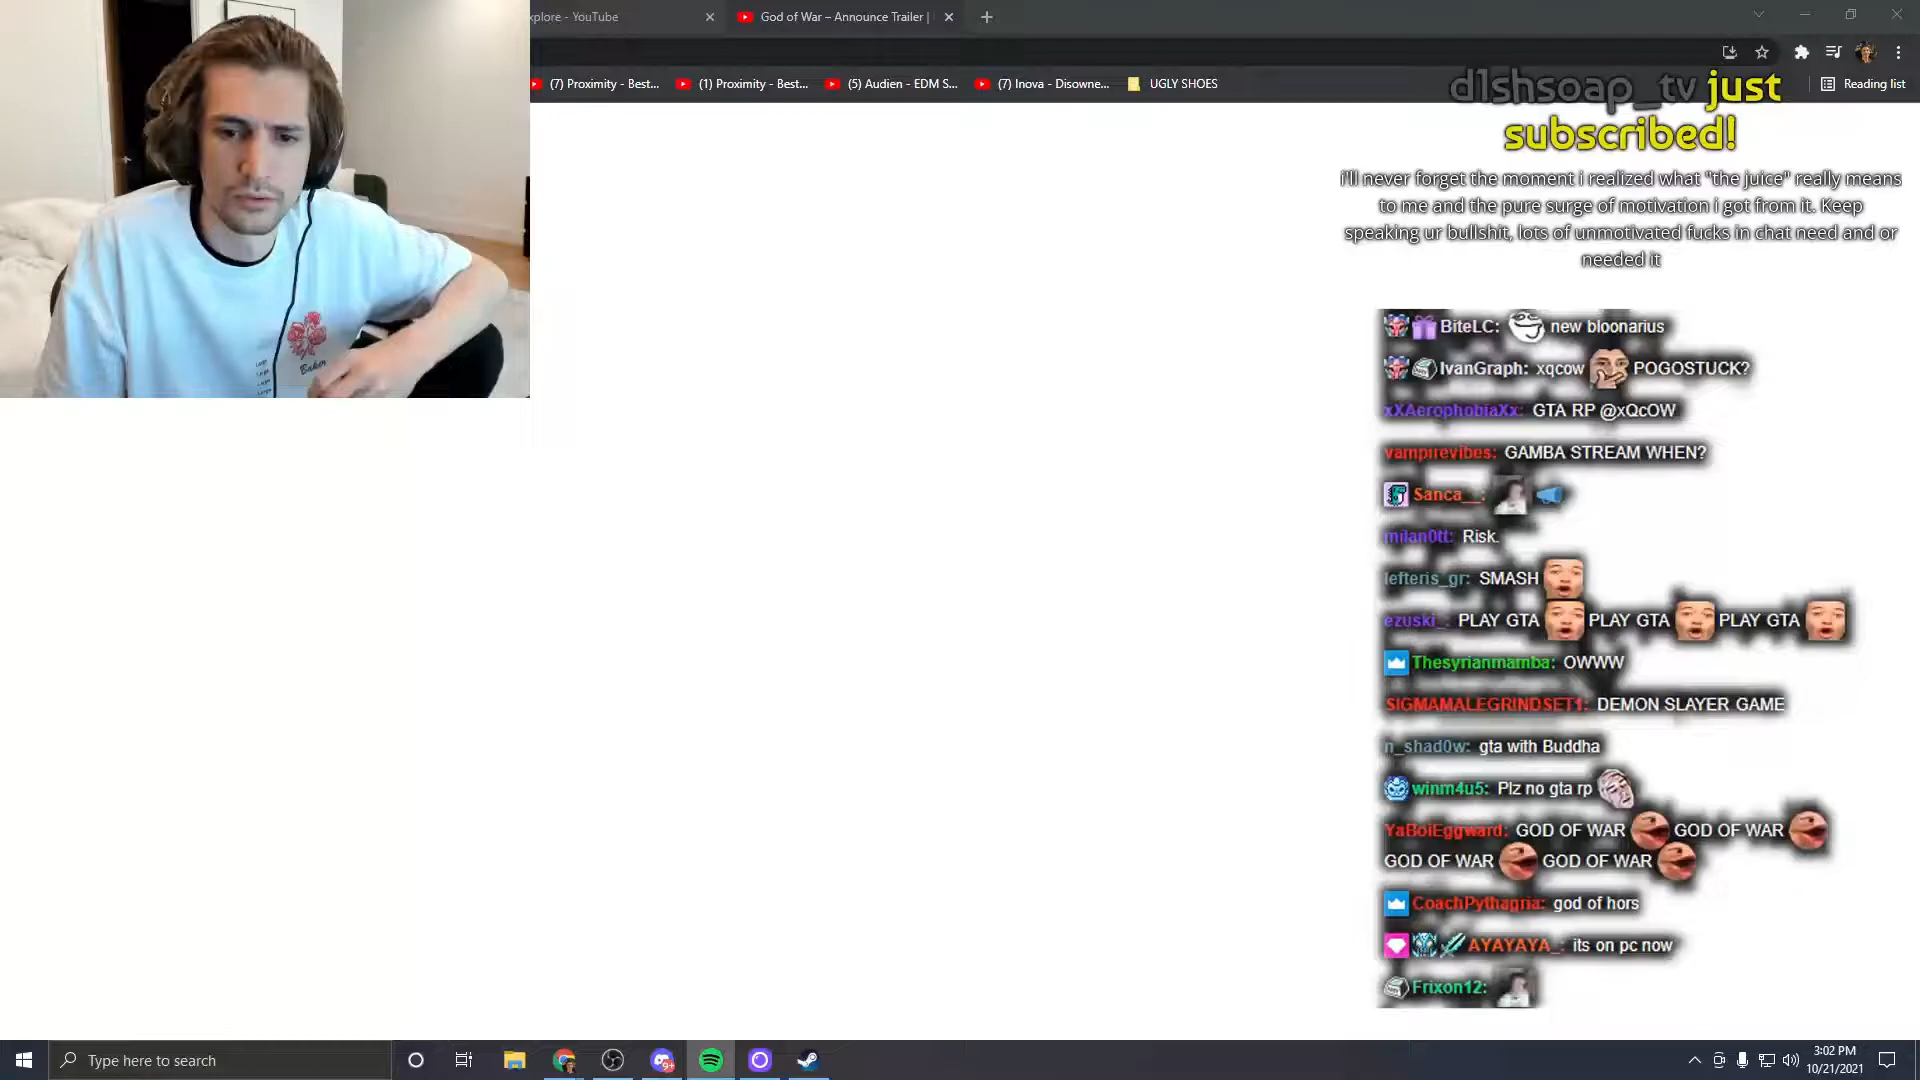 xplore - YouTube
God of War – Announce Trailer |
(7) Proximity - Best...
(1) Proximity - Best...
(5) Audien - EDM S...
(7) Inova - Disowne...
UGLY SHOES
Reading list
d1shsoap_tv just
subscribed!
i'll never forget the moment i realized what "the juice" really means
to me and the pure surge of motivation i got from it. Keep
speaking ur bullshit, lots of unmotivated fucks in chat need and or
needed it
BiteLC: new bloonarius
IvanGraph: xqcow POGOSTUCK?
xXAerophobiaXx: GTA RP @xQcOW
vampirevibes: GAMBA STREAM WHEN?
Sanca__:
milan0tt: Risk.
lefteris_gr: SMASH
ezuski_: PLAY GTA PLAY GTA PLAY GTA
Thesyrianmamba: OWWW
SIGMAMALEGRINDSET1: DEMON SLAYER GAME
n_shad0w: gta with Buddha
winm4u5: Plz no gta rp
YaBoiEggward: GOD OF WAR GOD OF WAR
GOD OF WAR GOD OF WAR
CoachPythagria: god of hors
AYAYAYA_: its on pc now
Frixon12:
Baker
Type here to search
9+
3:02 PM
10/21/2021